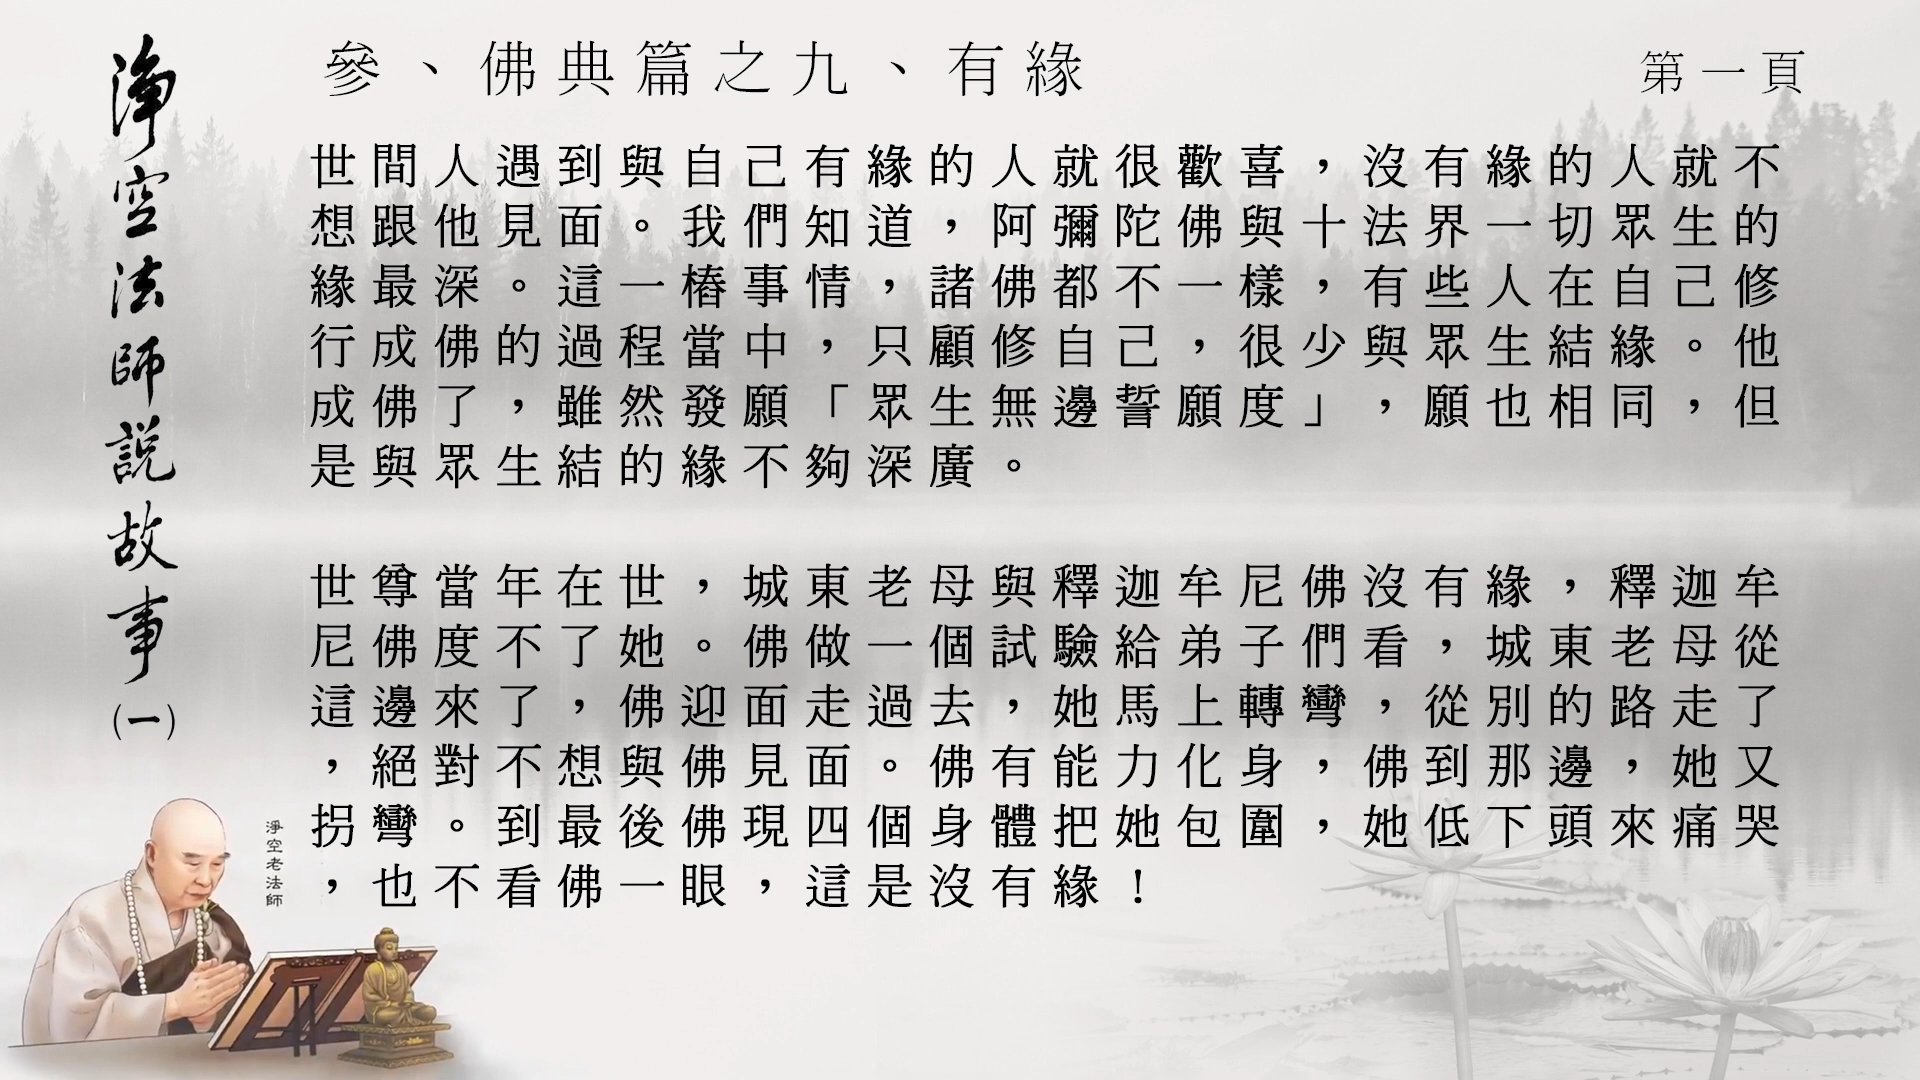 淨空法師說故事(一)
參、佛典篇之九、有緣
第一頁
世間人遇到與自己有緣的人就很歡喜，沒有緣的人就不
想跟他見面。我們知道，阿彌陀佛與十法界一切眾生的
緣最深。這一樁事情，諸佛都不一樣，有些人在自己修
行成佛的過程當中，只顧修自己，很少與眾生結緣。他
成佛了，雖然發願「眾生無邊誓願度」，願也相同，但
是與眾生結的緣不夠深廣。
世尊當年在世，城東老母與釋迦牟尼佛沒有緣，釋迦牟
尼佛度不了她。佛做一個試驗給弟子們看，城東老母從
這邊來了，佛迎面走過去，她馬上轉彎，從別的路走了
，絕對不想與佛見面。佛有能力化身，佛到那邊，她又
拐彎。到最後佛現四個身體把她包圍，她低下頭來痛哭
，也不看佛一眼，這是沒有緣！
淨空老法師